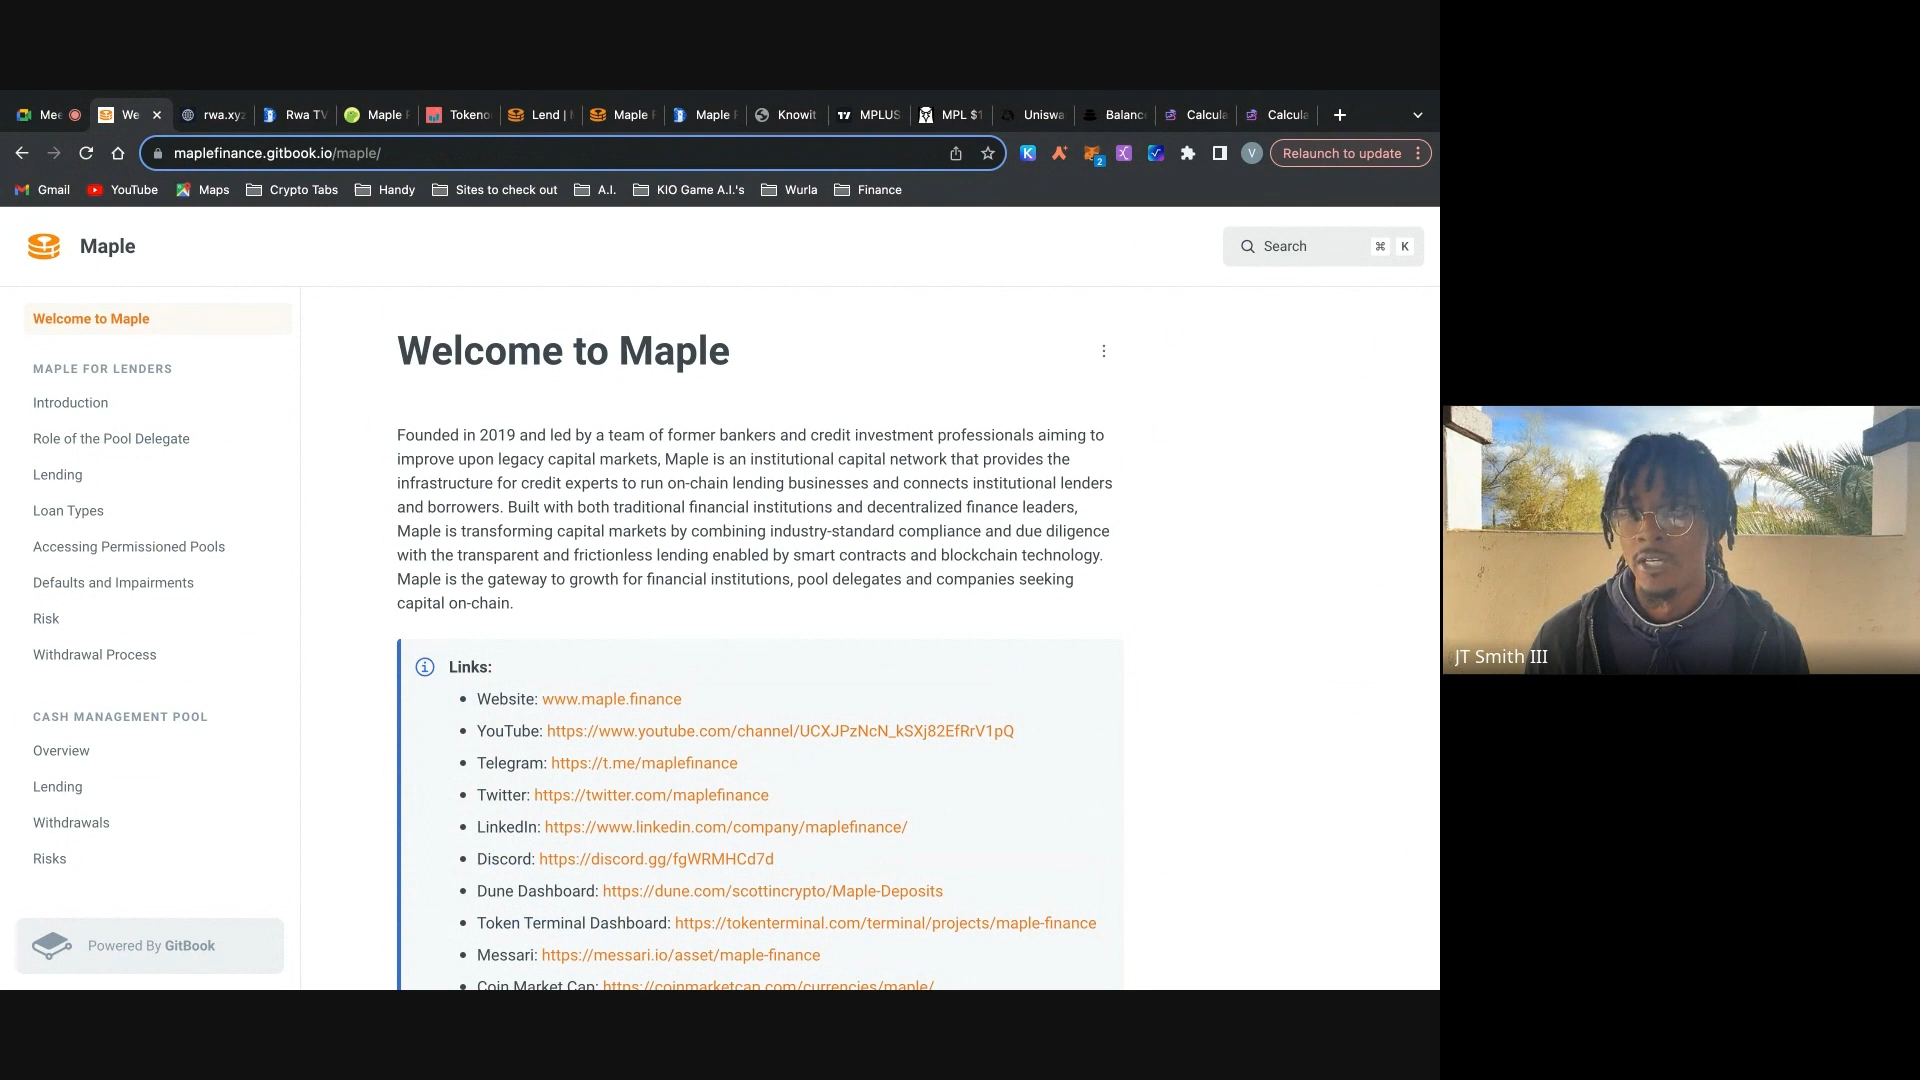 Mee We rwa.xyz Rwa TV Maple F Tokeno Lend | M Maple F Maple F Knowit MPLUS MPL $1 Uniswa Balanc Calcula Calcula
maplefinance.gitbook.io/maple/
2
V
Relaunch to update
Gmail YouTube Maps Crypto Tabs Handy Sites to check out A.I. KIO Game A.I.'s Wurla Finance
Maple
Search ⌘ K
Welcome to Maple
MAPLE FOR LENDERS
Introduction
Role of the Pool Delegate
Lending
Loan Types
Accessing Permissioned Pools
Defaults and Impairments
Risk
Withdrawal Process
CASH MANAGEMENT POOL
Overview
Lending
Withdrawals
Risks
Powered By GitBook
Welcome to Maple
Founded in 2019 and led by a team of former bankers and credit investment professionals aiming to
improve upon legacy capital markets, Maple is an institutional capital network that provides the
infrastructure for credit experts to run on-chain lending businesses and connects institutional lenders
and borrowers. Built with both traditional financial institutions and decentralized finance leaders,
Maple is transforming capital markets by combining industry-standard compliance and due diligence
with the transparent and frictionless lending enabled by smart contracts and blockchain technology.
Maple is the gateway to growth for financial institutions, pool delegates and companies seeking
capital on-chain.
Links:
Website: www.maple.finance
YouTube: https://www.youtube.com/channel/UCXJPzNcN_kSXj82EfRrV1pQ
Telegram: https://t.me/maplefinance
Twitter: https://twitter.com/maplefinance
LinkedIn: https://www.linkedin.com/company/maplefinance/
Discord: https://discord.gg/fgWRMHCd7d
Dune Dashboard: https://dune.com/scottincrypto/Maple-Deposits
Token Terminal Dashboard: https://tokenterminal.com/terminal/projects/maple-finance
Messari: https://messari.io/asset/maple-finance
Coin Market Cap: https://coinmarketcap.com/currencies/maple/
JT Smith III